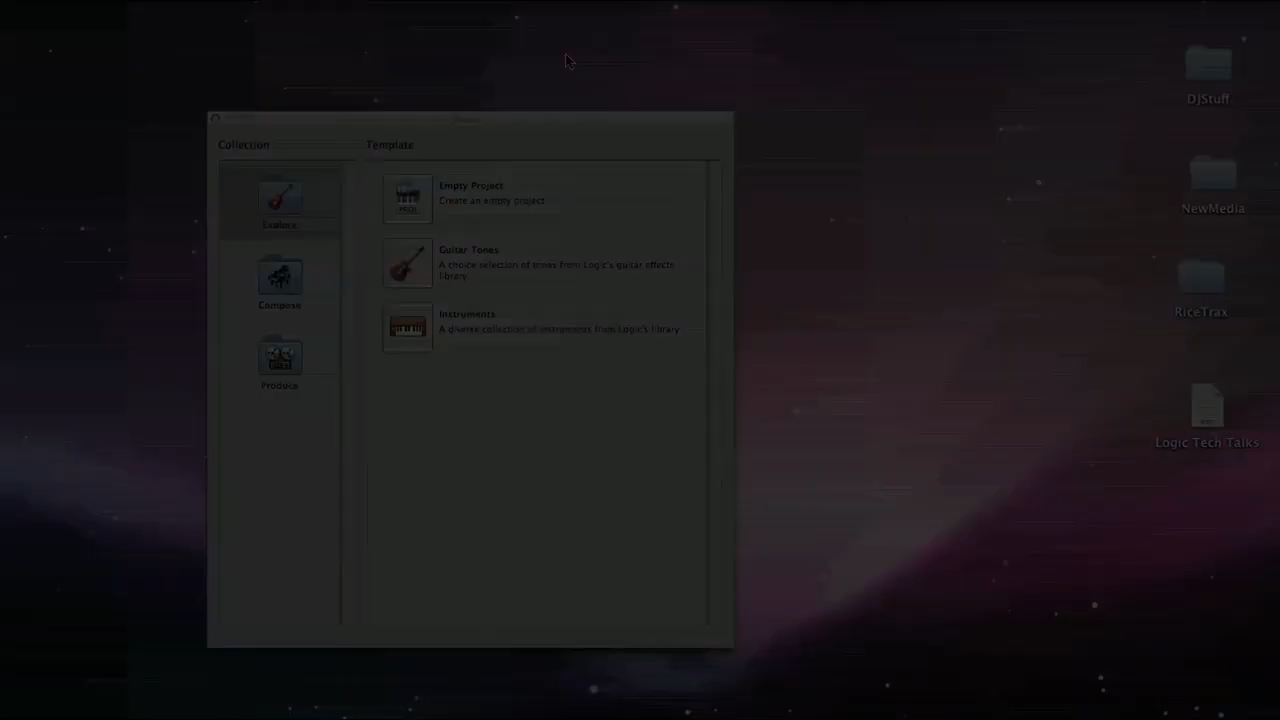 Collection
Template
Explore
Compose
Produce
Empty Project
Create an empty project
Guitar Tones
A choice selection of tones from Logic's guitar effects
library
Instruments
A diverse collection of instruments from Logic's library
DJStuff
NewMedia
RiceTrax
Logic Tech Talks